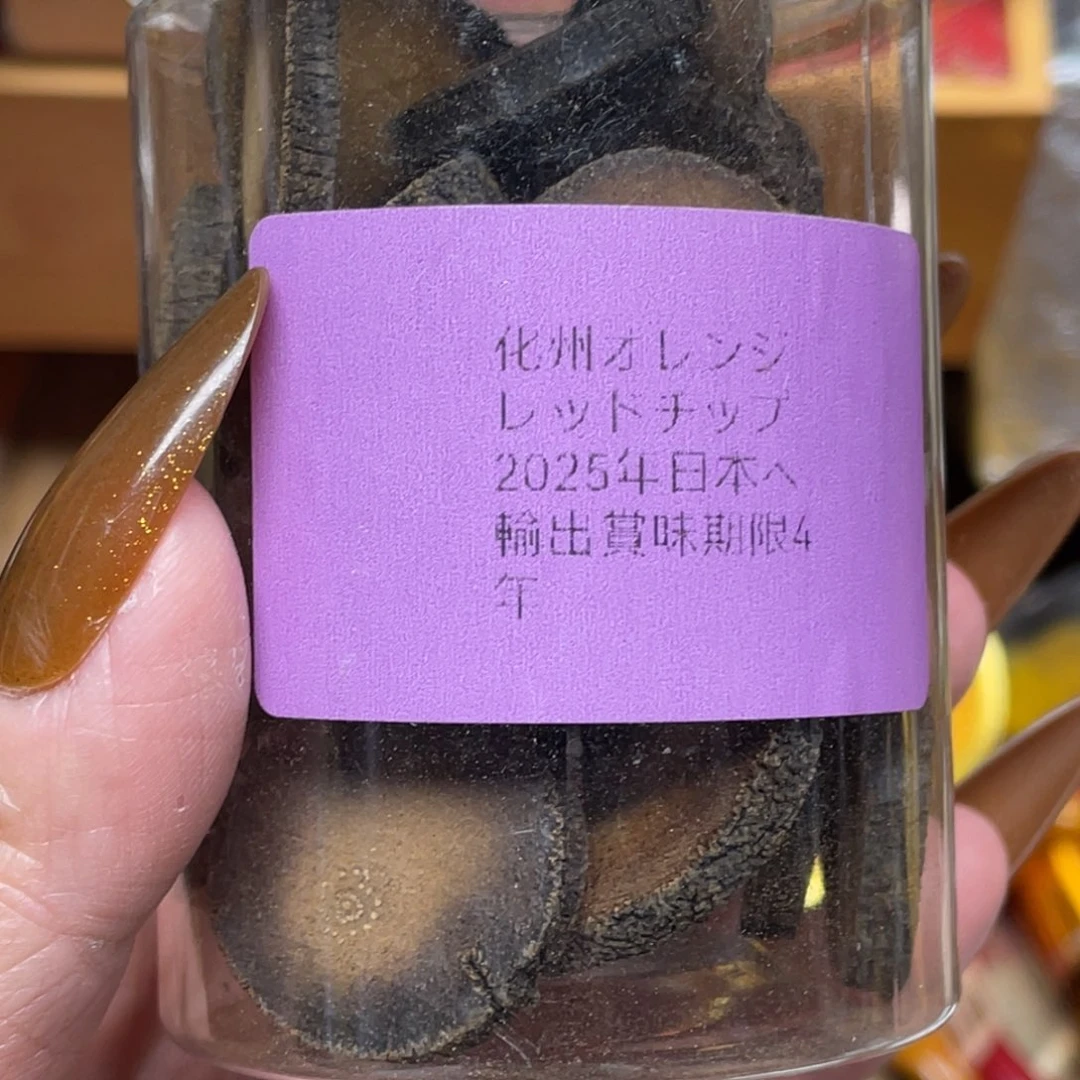 化州オレンジ
レッドチップ
2025年日本へ
輸出賞味期限4
年